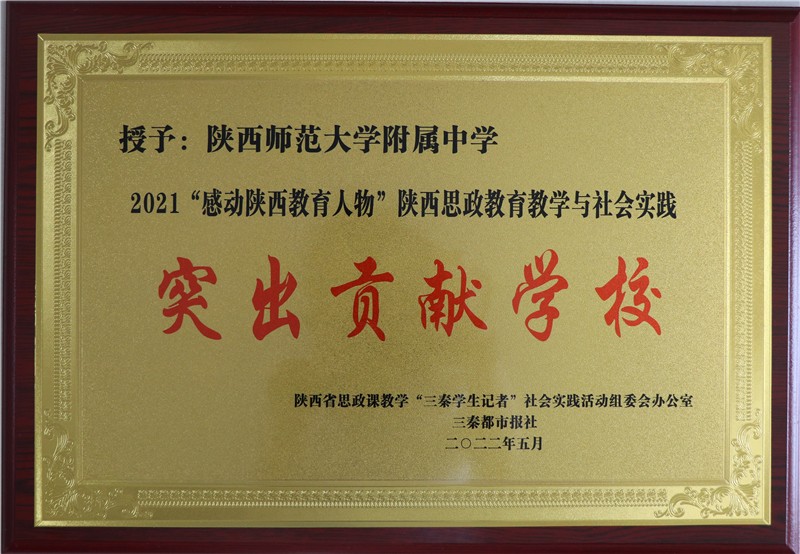 授予：陕西师范大学附属中学
2021“感动陕西教育人物”陕西思政教育教学与社会实践
突出贡献学校
陕西省思政课教学“三秦学生记者”社会实践活动组委会办公室
三秦都市报社
二〇二二年五月